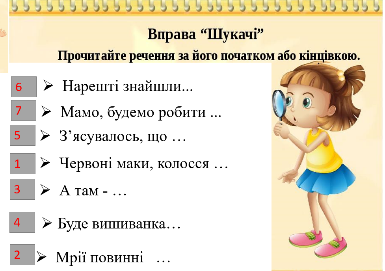 Вправа “Шукачі”
Прочитайте речення за його початком або кінцівкою.
6 ➢ Нарешті знайшли...
7 ➢ Мамо, будемо робити ...
5 ➢ З’ясувалось, що …
1 ➢ Червоні маки, колосся …
3 ➢ А там - …
4 ➢ Буде вишиванка…
2 ➢ Мрії повинні …